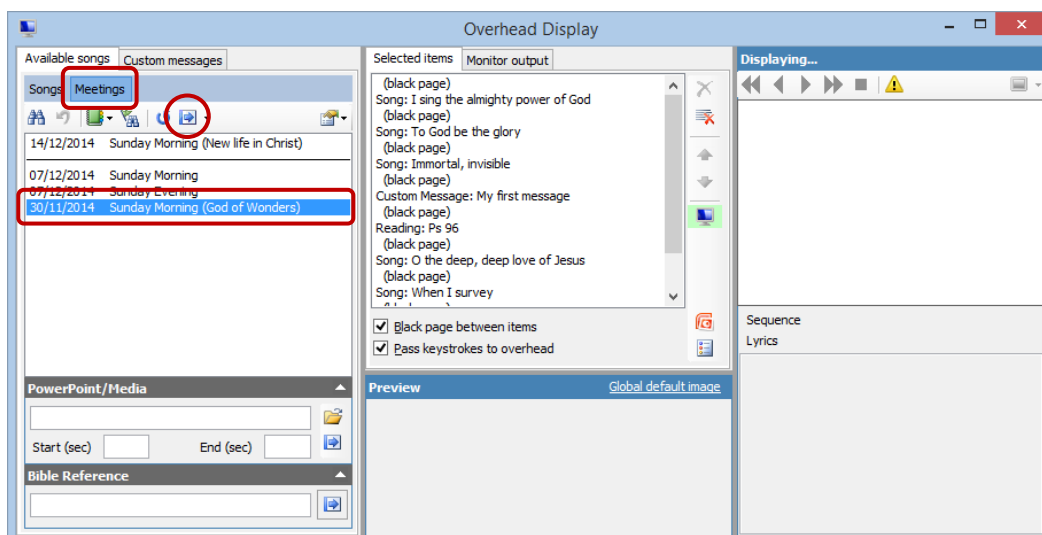 Overhead Display
Available songs
Custom messages
Songs
Meetings
14/12/2014 Sunday Morning (New life in Christ)
07/12/2014 Sunday Morning
07/12/2014 Sunday Evening
30/11/2014 Sunday Morning (God of Wonders)
PowerPoint/Media
Start (sec)
End (sec)
Bible Reference
Selected items
Monitor output
(black page)
Song: I sing the almighty power of God
(black page)
Song: To God be the glory
(black page)
Song: Immortal, invisible
(black page)
Custom Message: My first message
(black page)
Reading: Ps 96
(black page)
Song: O the deep, deep love of Jesus
(black page)
Song: When I survey
Black page between items
Pass keystrokes to overhead
Preview
Global default image
Displaying...
Sequence
Lyrics